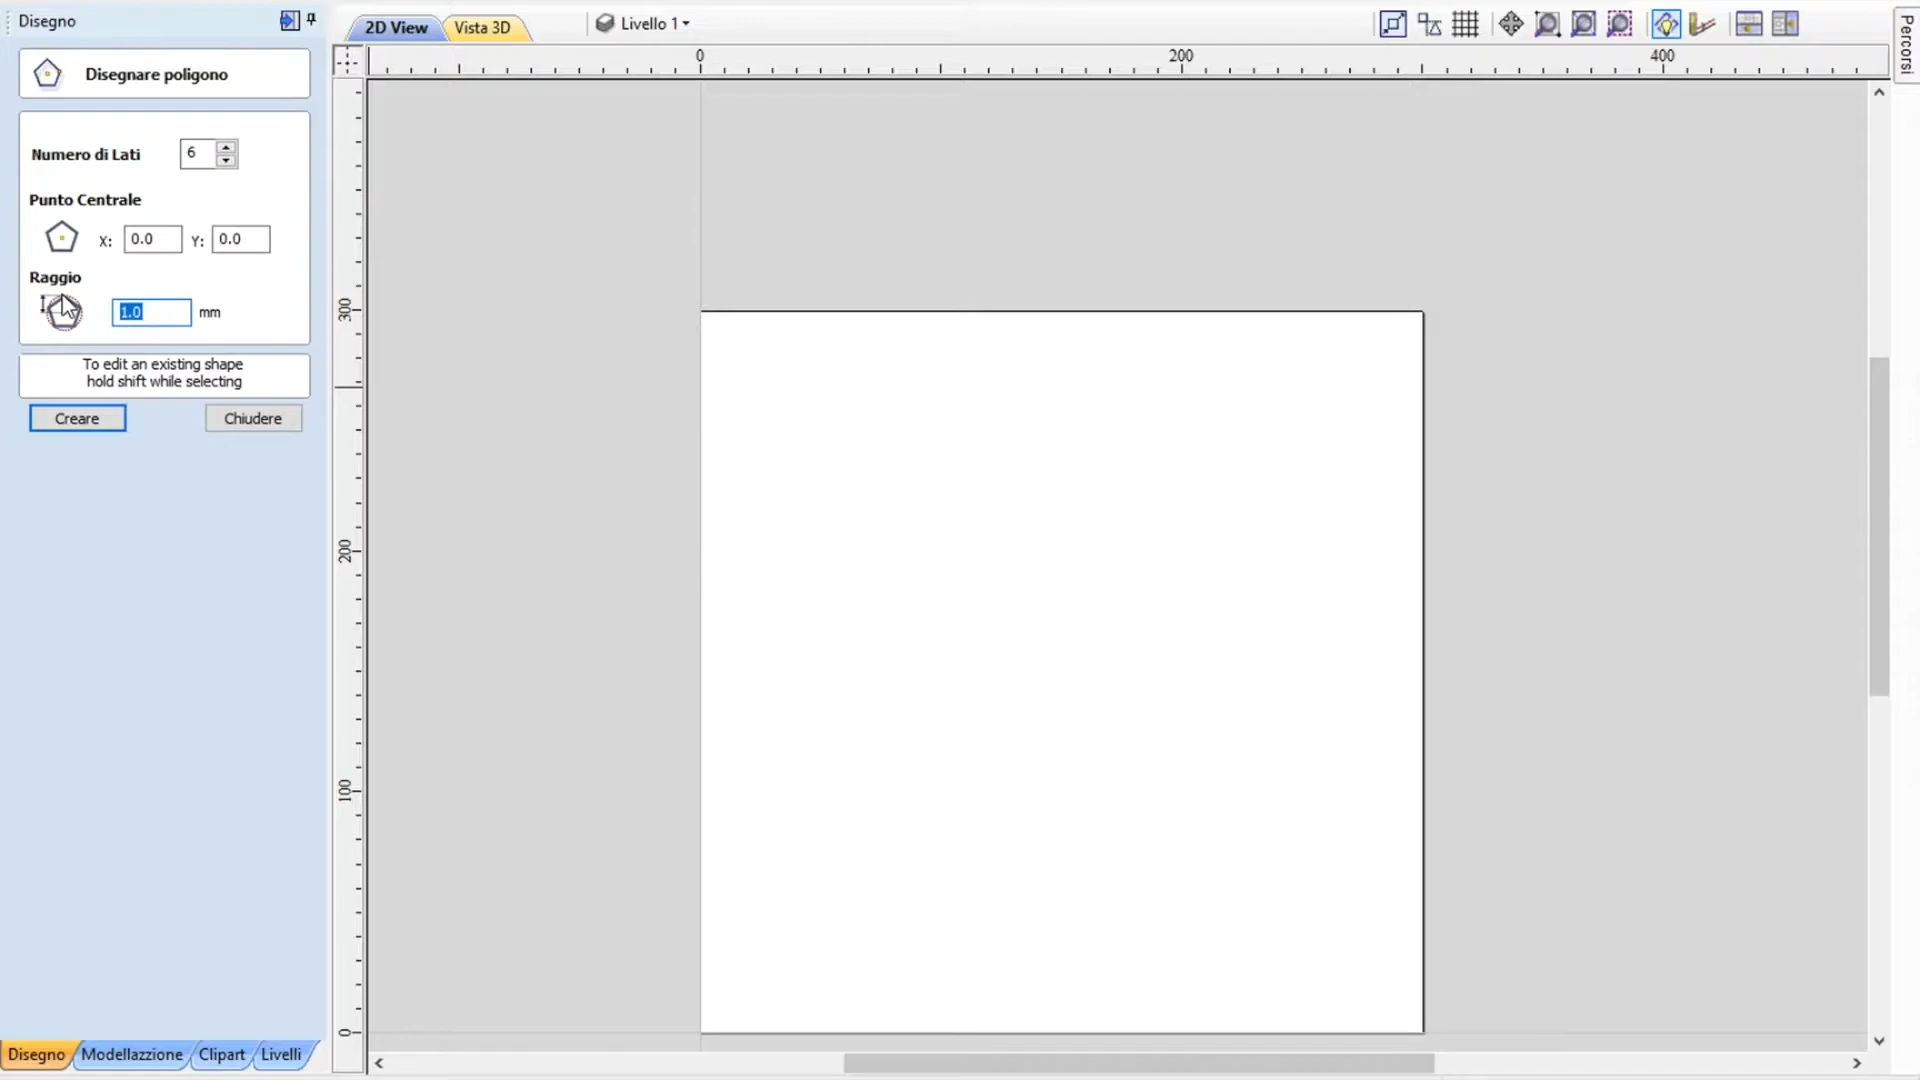 Disegno
2D View
Vista 3D
Livello 1
Percorsi
Disegnare poligono
0
200
400
Numero di Lati
6
Punto Centrale
X:
0.0
Y:
0.0
Raggio
1.0
mm
To edit an existing shape
hold shift while selecting
Creare
Chiudere
300
200
100
0
Disegno
Modellazzione
Clipart
Livelli